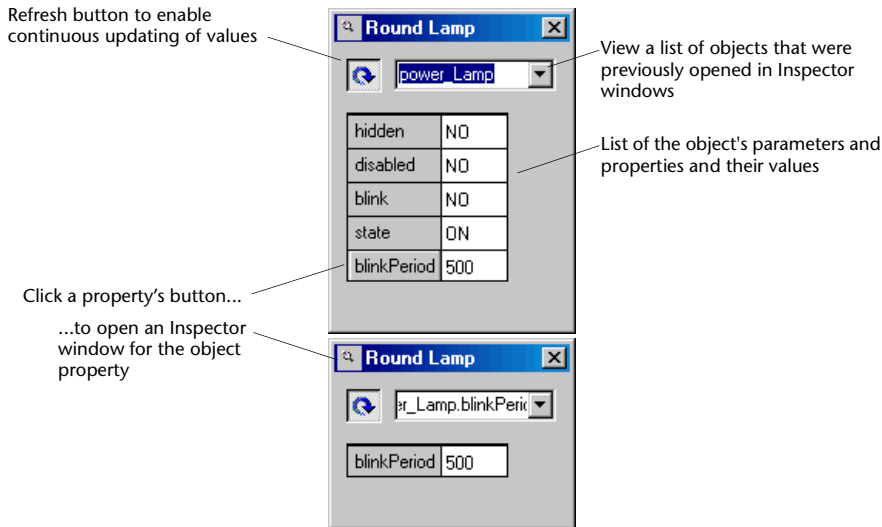 Refresh button to enable
continuous updating of values
Round Lamp
power_Lamp
View a list of objects that were
previously opened in Inspector
windows
hidden NO
disabled NO
blink NO
state ON
blinkPeriod 500
List of the object's parameters and
properties and their values
Click a property’s button...
...to open an Inspector
window for the object
property
Round Lamp
er_Lamp.blinkPeric
blinkPeriod 500